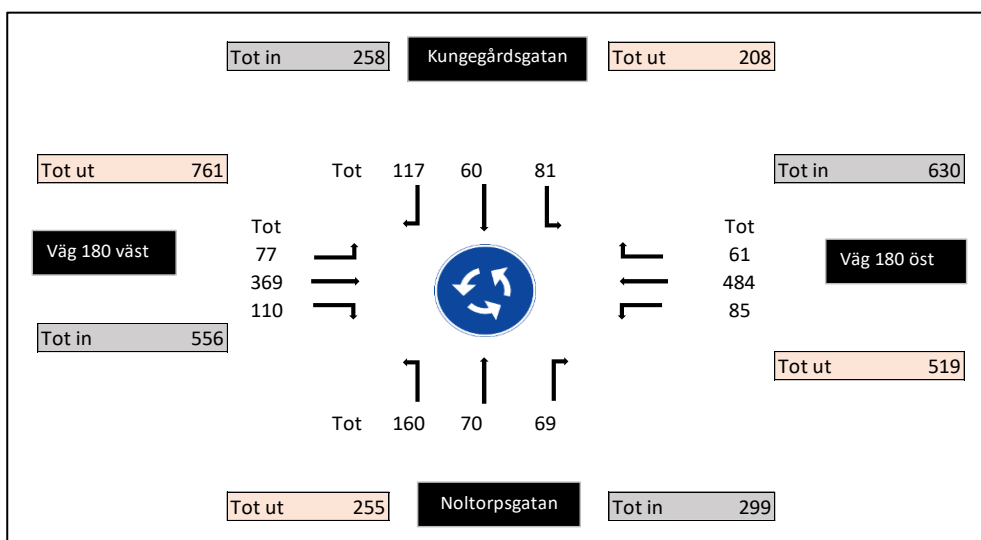 Tot in 258 Kungegårdsgatan Tot ut 208
Tot ut 761 Tot 117 60 81 Tot in 630
Tot Tot
Väg 180 väst 77 61 Väg 180 öst
369 484
110 85
Tot in 556
Tot ut 519
Tot 160 70 69
Tot ut 255 Noltorpsgatan Tot in 299